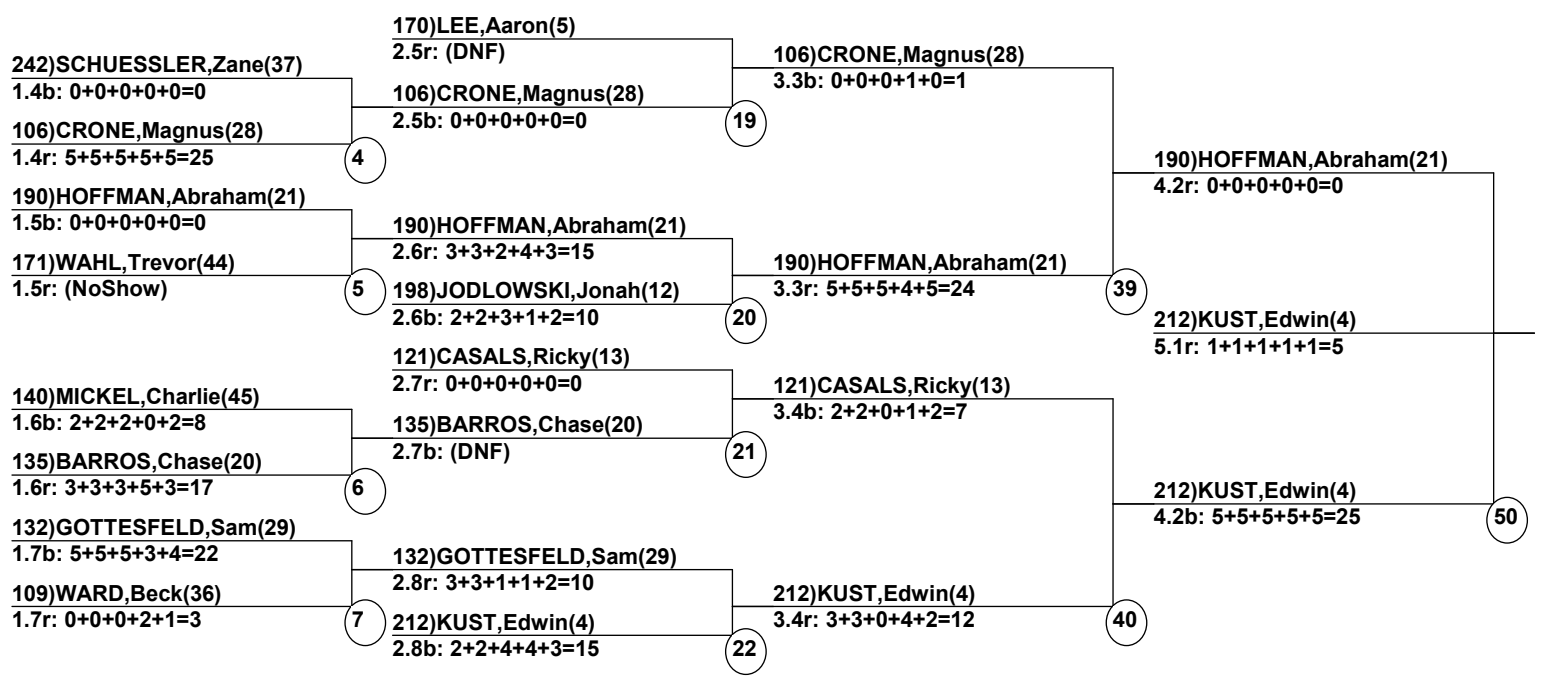 242)SCHUESSLER,Zane(37)
1.4b: 0+0+0+0+0=0
106)CRONE,Magnus(28)
1.4r: 5+5+5+5+5=25
4
190)HOFFMAN,Abraham(21)
1.5b: 0+0+0+0+0=0
171)WAHL,Trevor(44)
1.5r: (NoShow)
5
140)MICKEL,Charlie(45)
1.6b: 2+2+2+0+2=8
135)BARROS,Chase(20)
1.6r: 3+3+3+5+3=17
6
132)GOTTESFELD,Sam(29)
1.7b: 5+5+5+3+4=22
109)WARD,Beck(36)
1.7r: 0+0+0+2+1=3
7
170)LEE,Aaron(5)
2.5r: (DNF)
106)CRONE,Magnus(28)
2.5b: 0+0+0+0+0=0
19
190)HOFFMAN,Abraham(21)
2.6r: 3+3+2+4+3=15
198)JODLOWSKI,Jonah(12)
2.6b: 2+2+3+1+2=10
20
121)CASALS,Ricky(13)
2.7r: 0+0+0+0+0=0
135)BARROS,Chase(20)
2.7b: (DNF)
21
132)GOTTESFELD,Sam(29)
2.8r: 3+3+1+1+2=10
212)KUST,Edwin(4)
2.8b: 2+2+4+4+3=15
22
106)CRONE,Magnus(28)
3.3b: 0+0+0+1+0=1
190)HOFFMAN,Abraham(21)
3.3r: 5+5+5+4+5=24
39
121)CASALS,Ricky(13)
3.4b: 2+2+0+1+2=7
212)KUST,Edwin(4)
3.4r: 3+3+0+4+2=12
40
190)HOFFMAN,Abraham(21)
4.2r: 0+0+0+0+0=0
212)KUST,Edwin(4)
5.1r: 1+1+1+1+1=5
212)KUST,Edwin(4)
4.2b: 5+5+5+5+5=25
50